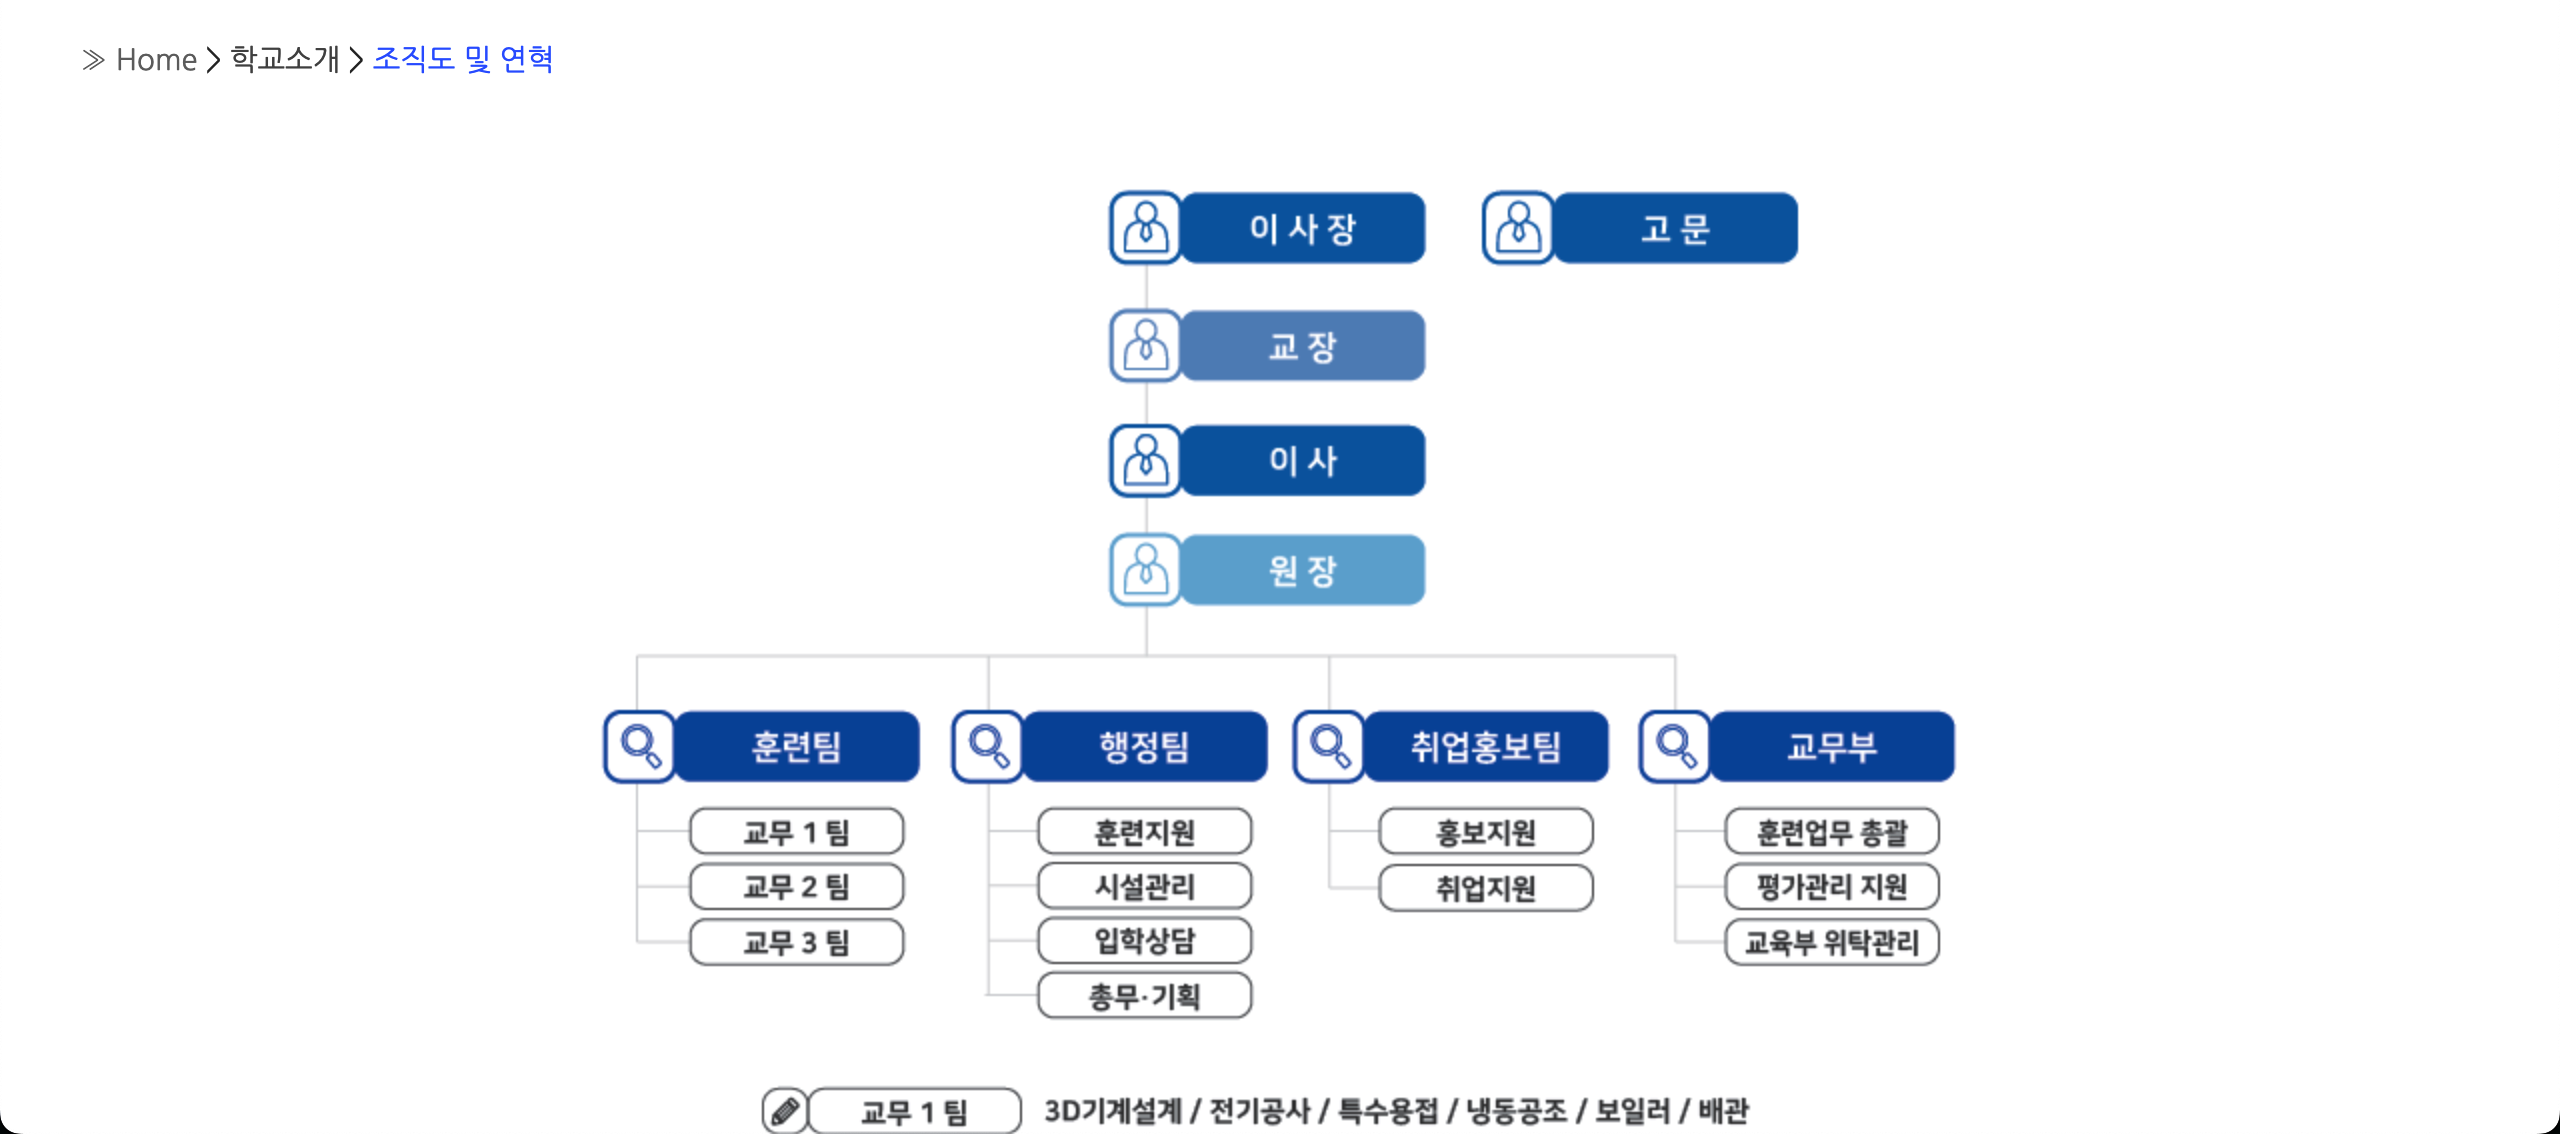 ≫ Home > 학교소개 > 조직도 및 연혁
이사장
고문
교장
이사
원장
훈련팀
교무 1 팀
교무 2 팀
교무 3 팀
행정팀
훈련지원
시설관리
입학상담
총무·기획
취업홍보팀
홍보지원
취업지원
교무부
훈련업무 총괄
평가관리 지원
교육부 위탁관리
교무 1 팀 3D기계설계 / 전기공사 / 특수용접 / 냉동공조 / 보일러 / 배관